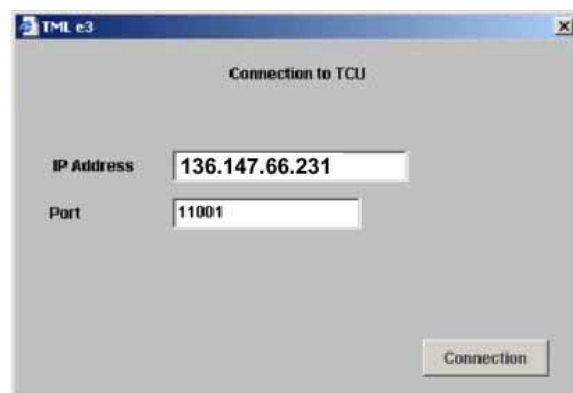 TML e3
Connection to TCU
IP Address 136.147.66.231
Port 11001
Connection